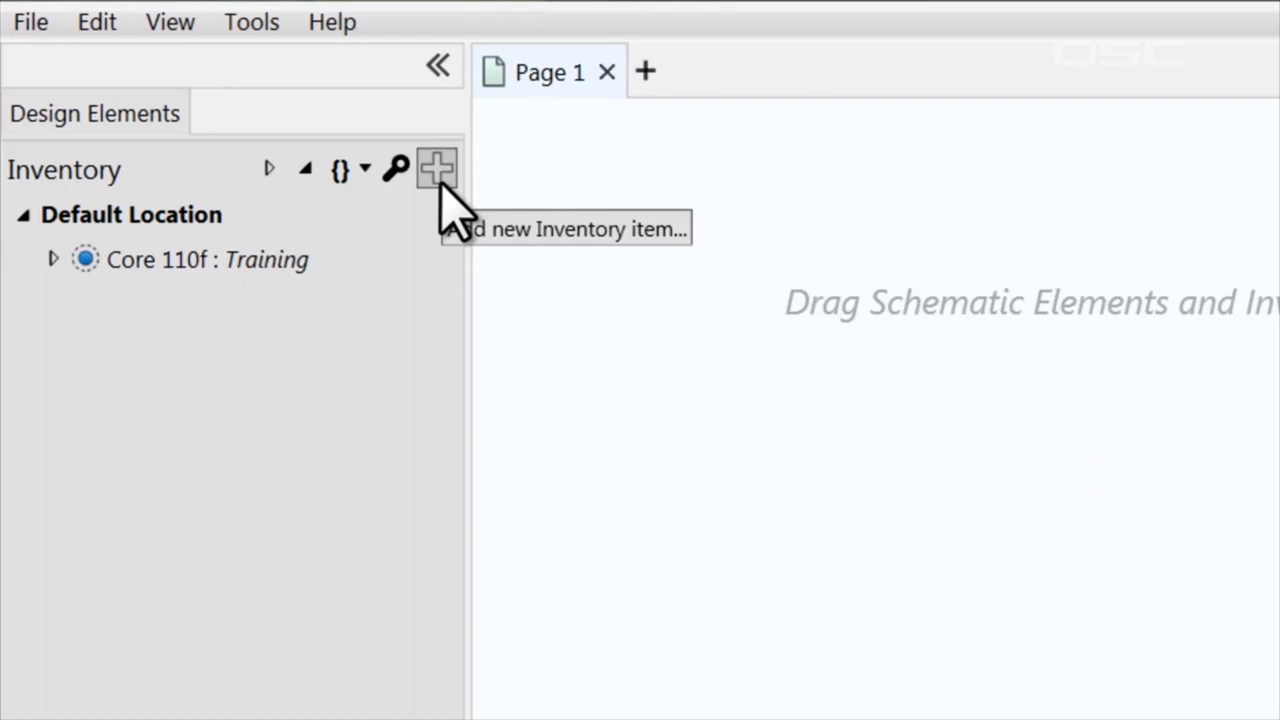 File Edit View Tools Help
QSC
Page 1
Design Elements
Inventory {}
Default Location
new Inventory item...
Core 110f : Training
Drag Schematic Elements and